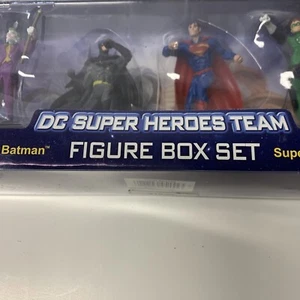 DC SUPER HEROES TEAM
Batman™ FIGURE BOX SET Supe